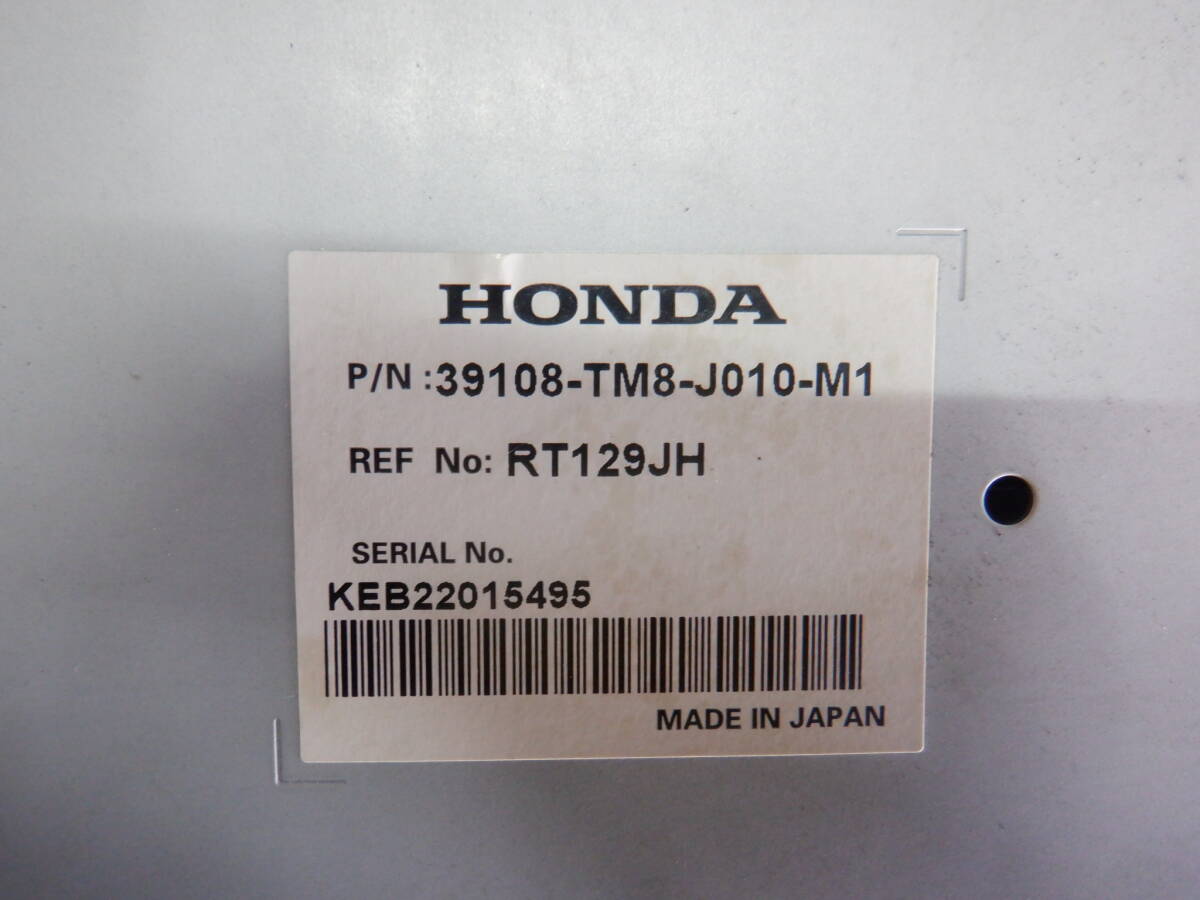 HONDA
P/N :39108-TM8-J010-M1
REF No: RT129JH
SERIAL No.
KEB22015495
MADE IN JAPAN